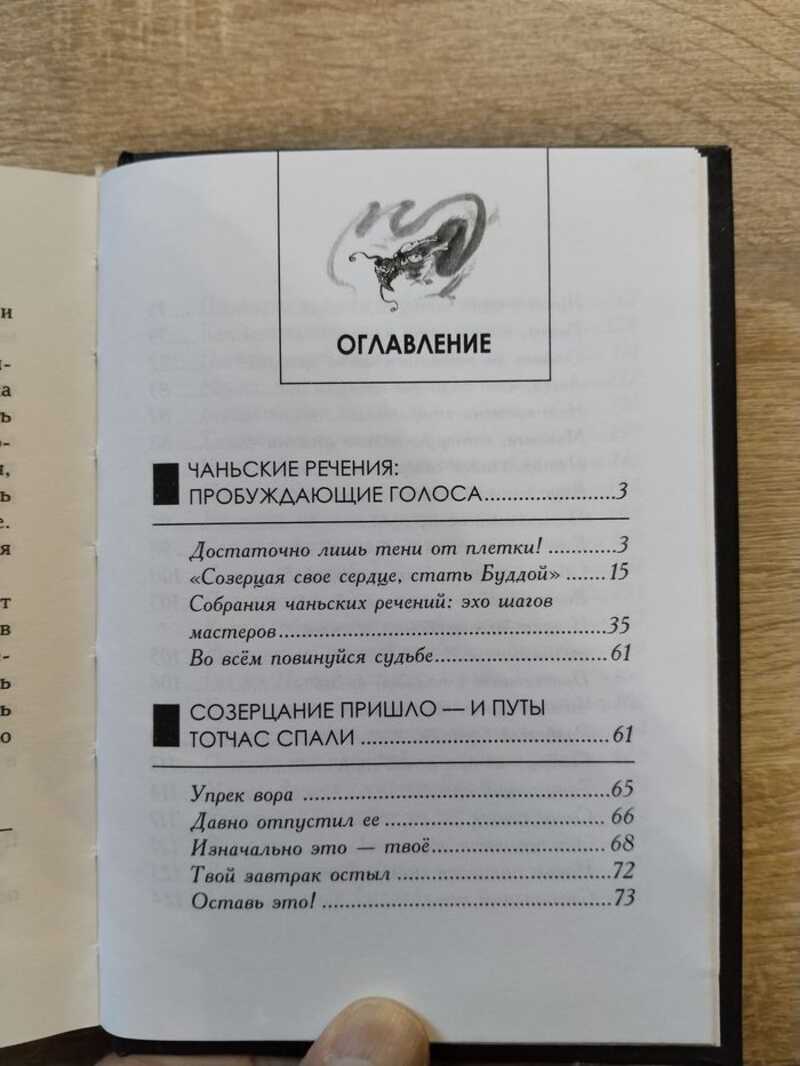 ОГЛАВЛЕНИЕ
ЧАНЬСКИЕ РЕЧЕНИЯ:
ПРОБУЖДАЮЩИЕ ГОЛОСА....................3
Достаточно лишь тени от плетки! ..........3
«Созерцая свое сердце, стать Буддой» .......15
Собрания чаньских речений: эхо шагов
мастеров..................................................35
Во всём повинуйся судьбе..........................61
СОЗЕРЦАНИЕ ПРИШЛО — И ПУТЫ
ТОТЧАС СПАЛИ ......................................61
Упрек вора ..............................................65
Давно отпустил ее ..................................66
Изначально это — твоё...........................68
Твой завтрак остыл .................................72
Оставь это! .............................................73